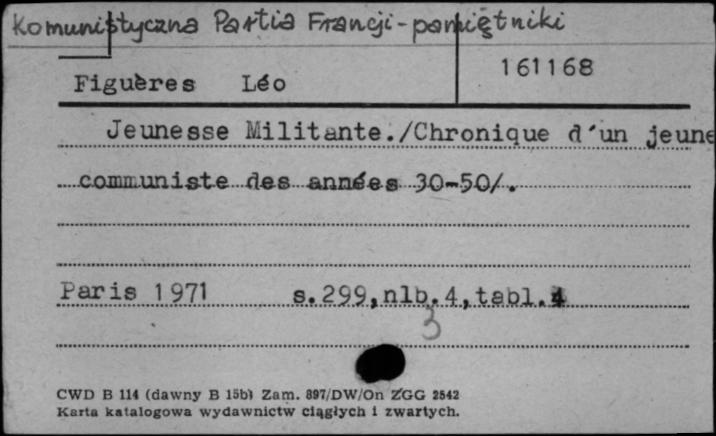 Komunistyczna Partia Francji - pamiętniki
161168
Figuères Léo
Jeunesse Militante./Chronique d'un jeune
communiste des années 30-50/.
Paris 1971 s.299,nlb.4,tabl.4
3
CWD B 114 (dawny B 15b) Zam. 897/DW/On ZGG 2542
Karta katalogowa wydawnictw ciągłych i zwartych.